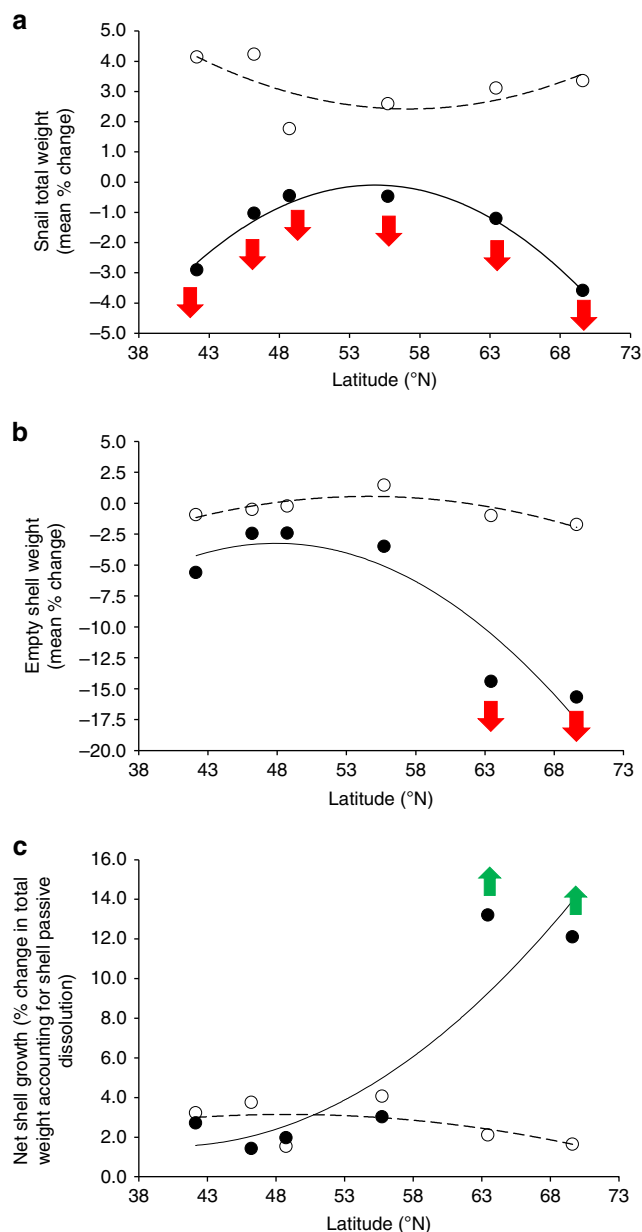 a
Snail total weight
(mean % change)
5.0
4.0
3.0
2.0
1.0
0.0
−1.0
−2.0
−3.0
−4.0
−5.0
38 43 48 53 58 63 68 73
Latitude (°N)
b
Empty shell weight
(mean % change)
5.0
2.5
0.0
−2.5
−5.0
−7.5
−10.0
−12.5
−15.0
−17.5
−20.0
38 43 48 53 58 63 68 73
Latitude (°N)
c
Net shell growth (% change in total
weight accounting for shell passive
dissolution)
16.0
14.0
12.0
10.0
8.0
6.0
4.0
2.0
0.0
38 43 48 53 58 63 68 73
Latitude (°N)